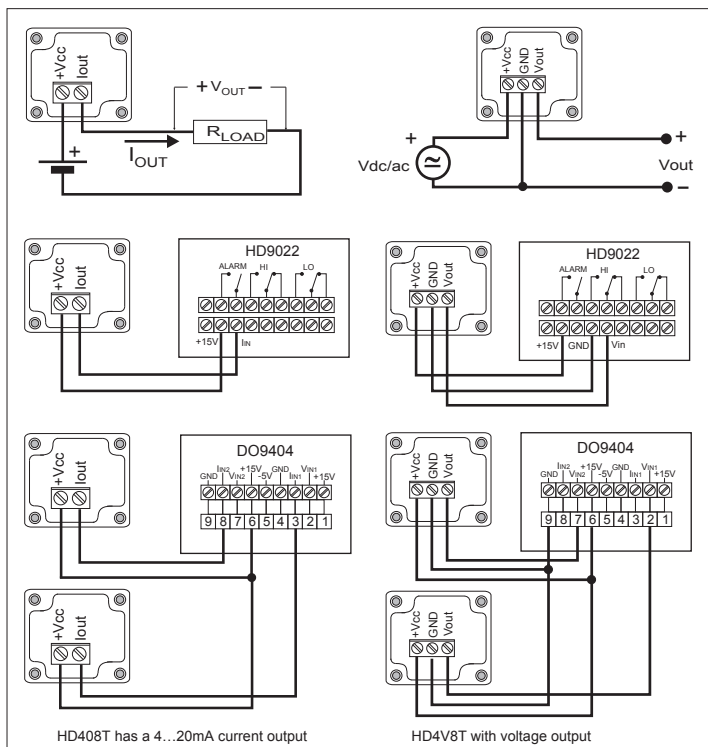 +Vcc
Iout
+ VOUT −
RLOAD
IOUT
+
+Vcc
GND
Vout
+
Vdc/ac
+
Vout
−
+Vcc
Iout
HD9022
ALARM HI LO
+15V IIN
+Vcc
GND
Vout
HD9022
ALARM HI LO
+15V GND Vin
+Vcc
Iout
DO9404
GND IIN2 VIN2 +15V -5V GND IIN1 VIN1 +15V
9 8 7 6 5 4 3 2 1
+Vcc
Iout
+Vcc
GND
Vout
DO9404
GND IIN2 VIN2 +15V -5V GND IIN1 VIN1 +15V
9 8 7 6 5 4 3 2 1
+Vcc
GND
Vout
HD408T has a 4…20mA current output
HD4V8T with voltage output